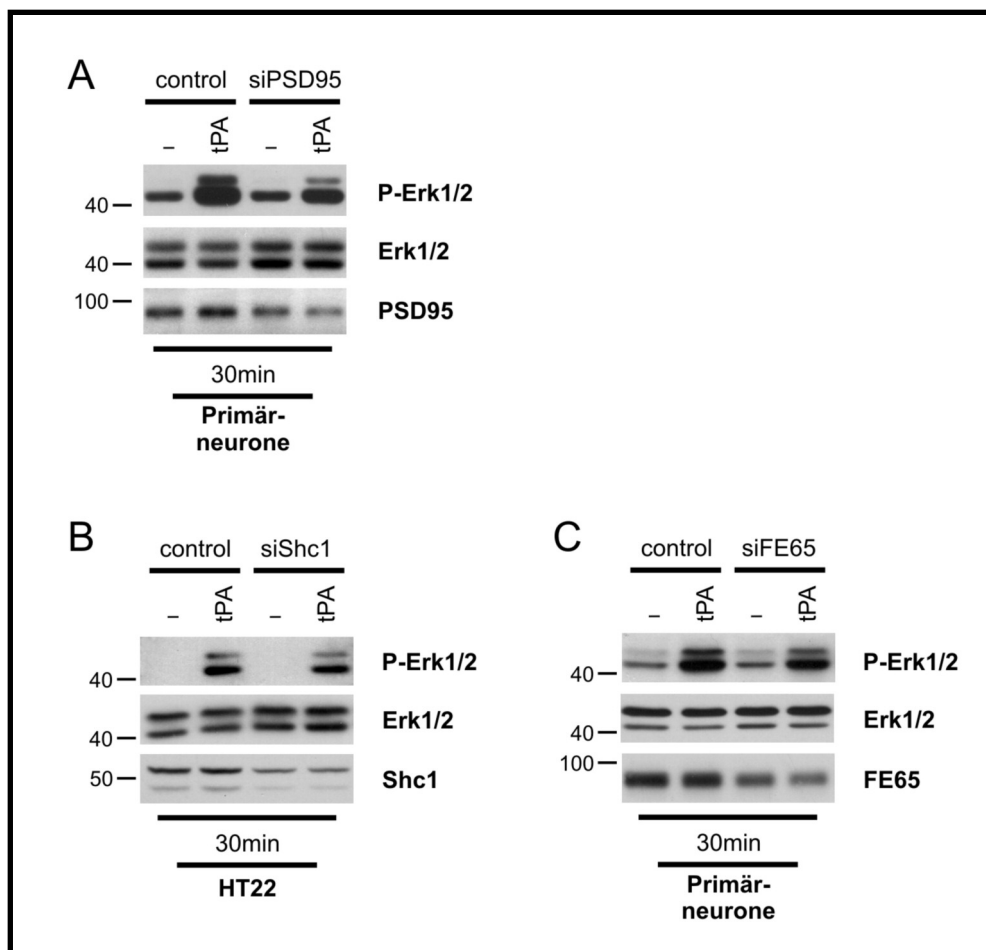 A
control siPSD95
– tPA – tPA
40 P-Erk1/2
40 Erk1/2
100 PSD95
30min
Primär-
neurone
B
control siShc1
– tPA – tPA
40 P-Erk1/2
40 Erk1/2
50 Shc1
30min
HT22
C
control siFE65
– tPA – tPA
40 P-Erk1/2
40 Erk1/2
100 FE65
30min
Primär-
neurone